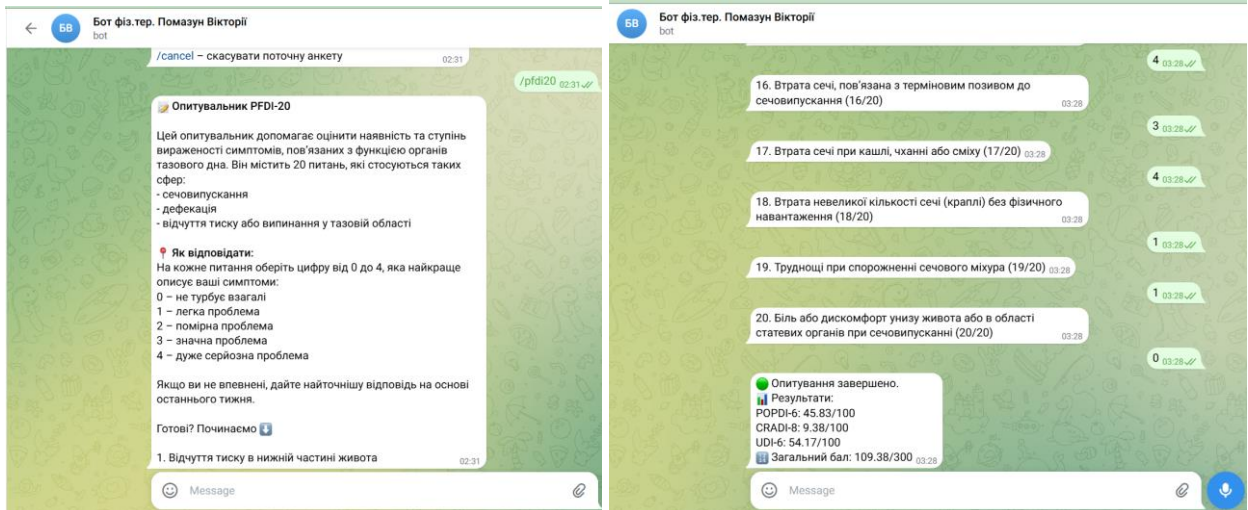 БВ
Бот фіз.тер. Помазун Вікторії
bot
/cancel – скасувати поточну анкету
02:31
/pfdi20 02:31
Опитувальник PFDI-20
Цей опитувальник допомагає оцінити наявність та ступінь
вираженості симптомів, пов’язаних з функцією органів
тазового дна. Він містить 20 питань, які стосуються таких
сфер:
- сечовипускання
- дефекація
- відчуття тиску або випинання у тазовій області
Як відповідати:
На кожне питання оберіть цифру від 0 до 4, яка найкраще
описує ваші симптоми:
0 – не турбує взагалі
1 – легка проблема
2 – помірна проблема
3 – значна проблема
4 – дуже серйозна проблема
Якщо ви не впевнені, дайте найточнішу відповідь на основі
останнього тижня.
Готові? Починаємо
1. Відчуття тиску в нижній частині живота
02:31
Message
БВ
Бот фіз.тер. Помазун Вікторії
bot
4 03:28
16. Втрата сечі, пов’язана з терміновим позивом до
сечовипускання (16/20)
03:28
3 03:28
17. Втрата сечі при кашлі, чханні або сміху (17/20) 03:28
4 03:28
18. Втрата невеликої кількості сечі (краплі) без фізичного
навантаження (18/20)
03:28
1 03:28
19. Труднощі при спорожненні сечового міхура (19/20) 03:28
1 03:28
20. Біль або дискомфорт унизу живота або в області
статевих органів при сечовипусканні (20/20)
03:28
0 03:28
Опитування завершено.
Результати:
POPDI-6: 45.83/100
CRADI-8: 9.38/100
UDI-6: 54.17/100
Загальний бал: 109.38/300 03:28
Message